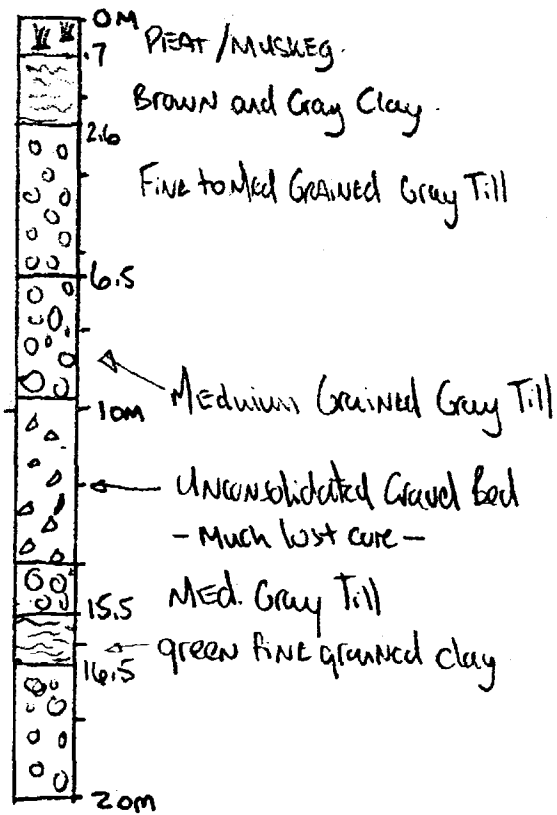 0M
PEAT/MUSKEG.
.7
Brown and Gray Clay.
2.6
Fine to Med Grained Gray Till
6.5
Medium Grained Gray Till
10M
Unconsolidated Gravel Bed
- Much lost core -
Med. Gray Till
15.5
green fine grained clay
16.5
20M